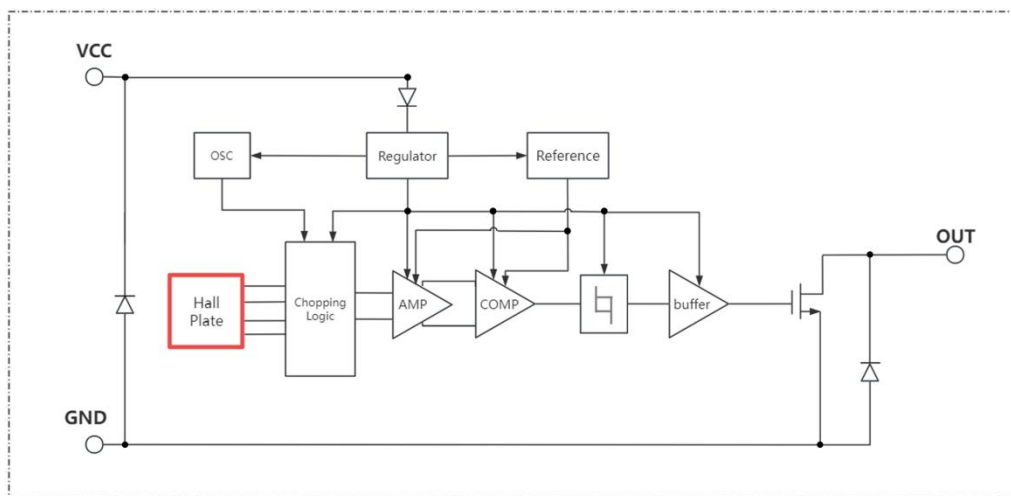 VCC
OSC
Regulator
Reference
OUT
Hall
Plate
Chopping
Logic
AMP
COMP
buffer
GND